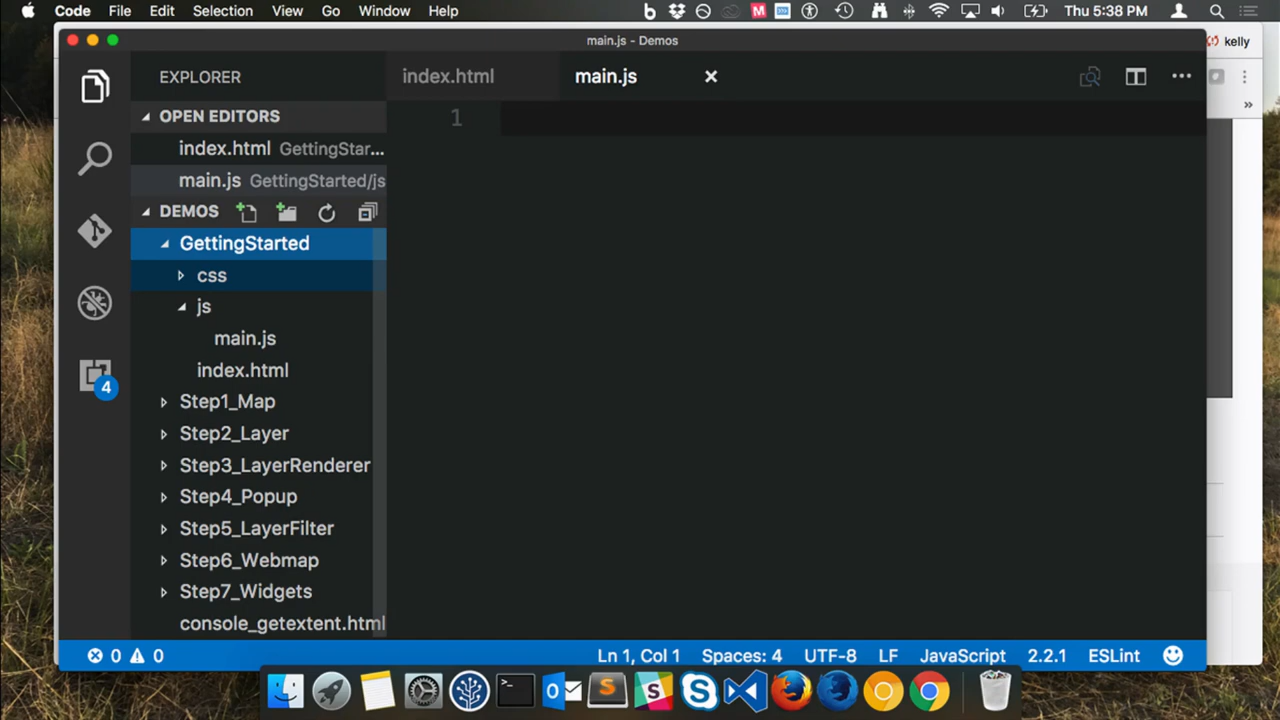 Code File Edit Selection View Go Window Help Thu 5:38 PM
main.js - Demos
kelly
EXPLORER
index.html main.js
OPEN EDITORS
1
index.html GettingStar...
main.js GettingStarted/js
DEMOS
GettingStarted
css
js
main.js
index.html
Step1_Map
Step2_Layer
Step3_LayerRenderer
Step4_Popup
Step5_LayerFilter
Step6_Webmap
Step7_Widgets
console_getextent.html
4
0 0 Ln 1, Col 1 Spaces: 4 UTF-8 LF JavaScript 2.2.1 ESLint